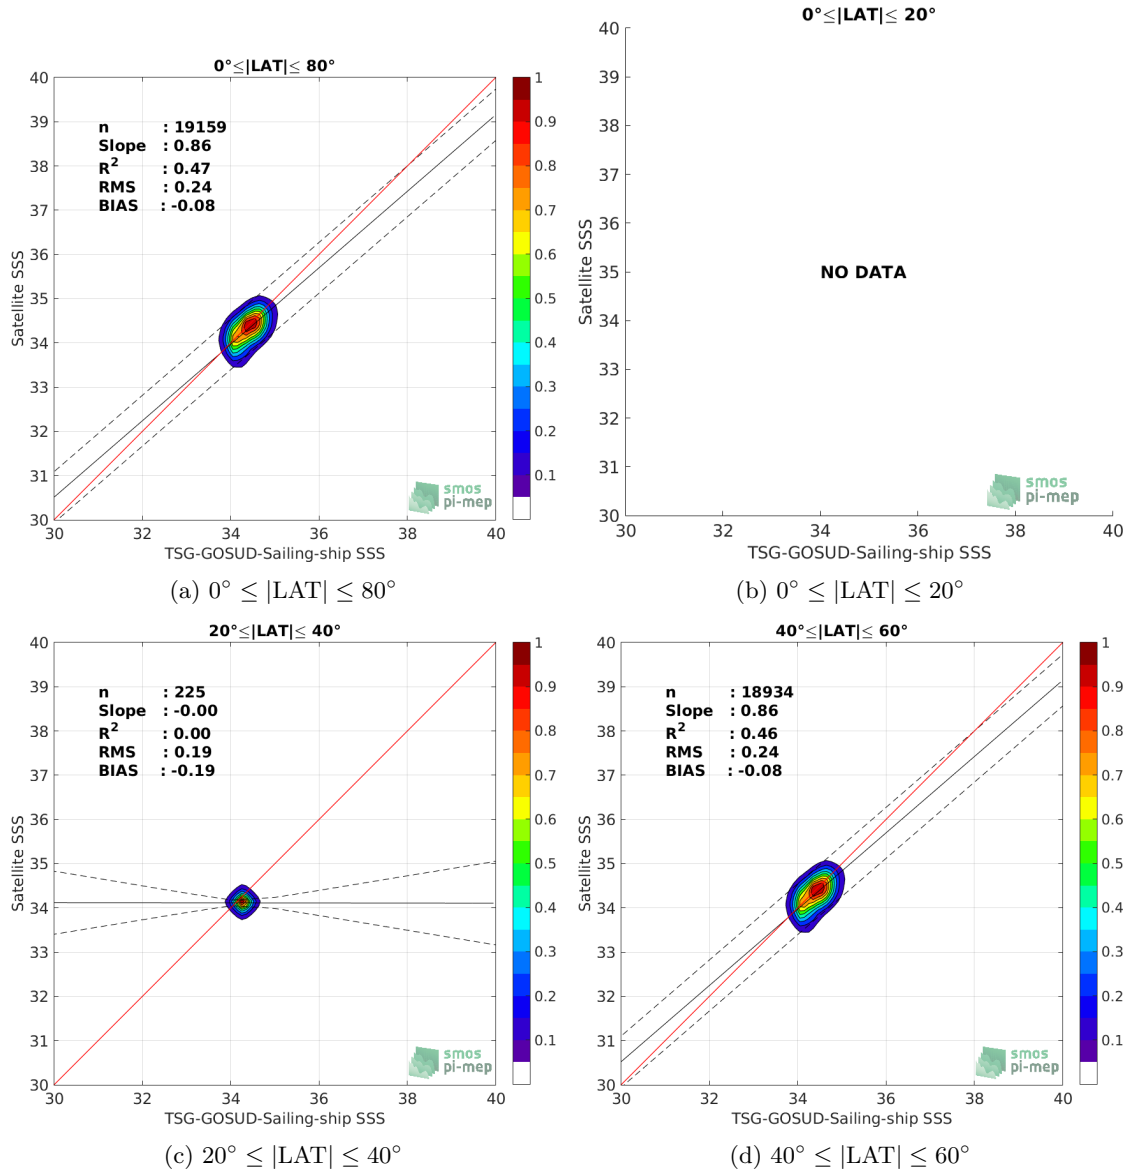 0°≤|LAT|≤ 80°
n : 19159
Slope : 0.86
R² : 0.47
RMS : 0.24
BIAS : -0.08
40
39
38
37
36
35
34
33
32
31
30
30 32 34 36 38 40
Satellite SSS
TSG-GOSUD-Sailing-ship SSS
1
0.9
0.8
0.7
0.6
0.5
0.4
0.3
0.2
0.1
smos
pi-mep
(a) 0° ≤ |LAT| ≤ 80°
0°≤|LAT|≤ 20°
40
39
38
37
36
35
34
33
32
31
30
30 32 34 36 38 40
Satellite SSS
NO DATA
TSG-GOSUD-Sailing-ship SSS
smos
pi-mep
(b) 0° ≤ |LAT| ≤ 20°
20°≤|LAT|≤ 40°
n : 225
Slope : -0.00
R² : 0.00
RMS : 0.19
BIAS : -0.19
40
39
38
37
36
35
34
33
32
31
30
30 32 34 36 38 40
Satellite SSS
TSG-GOSUD-Sailing-ship SSS
1
0.9
0.8
0.7
0.6
0.5
0.4
0.3
0.2
0.1
smos
pi-mep
(c) 20° ≤ |LAT| ≤ 40°
40°≤|LAT|≤ 60°
n : 18934
Slope : 0.86
R² : 0.46
RMS : 0.24
BIAS : -0.08
40
39
38
37
36
35
34
33
32
31
30
30 32 34 36 38 40
Satellite SSS
TSG-GOSUD-Sailing-ship SSS
1
0.9
0.8
0.7
0.6
0.5
0.4
0.3
0.2
0.1
smos
pi-mep
(d) 40° ≤ |LAT| ≤ 60°